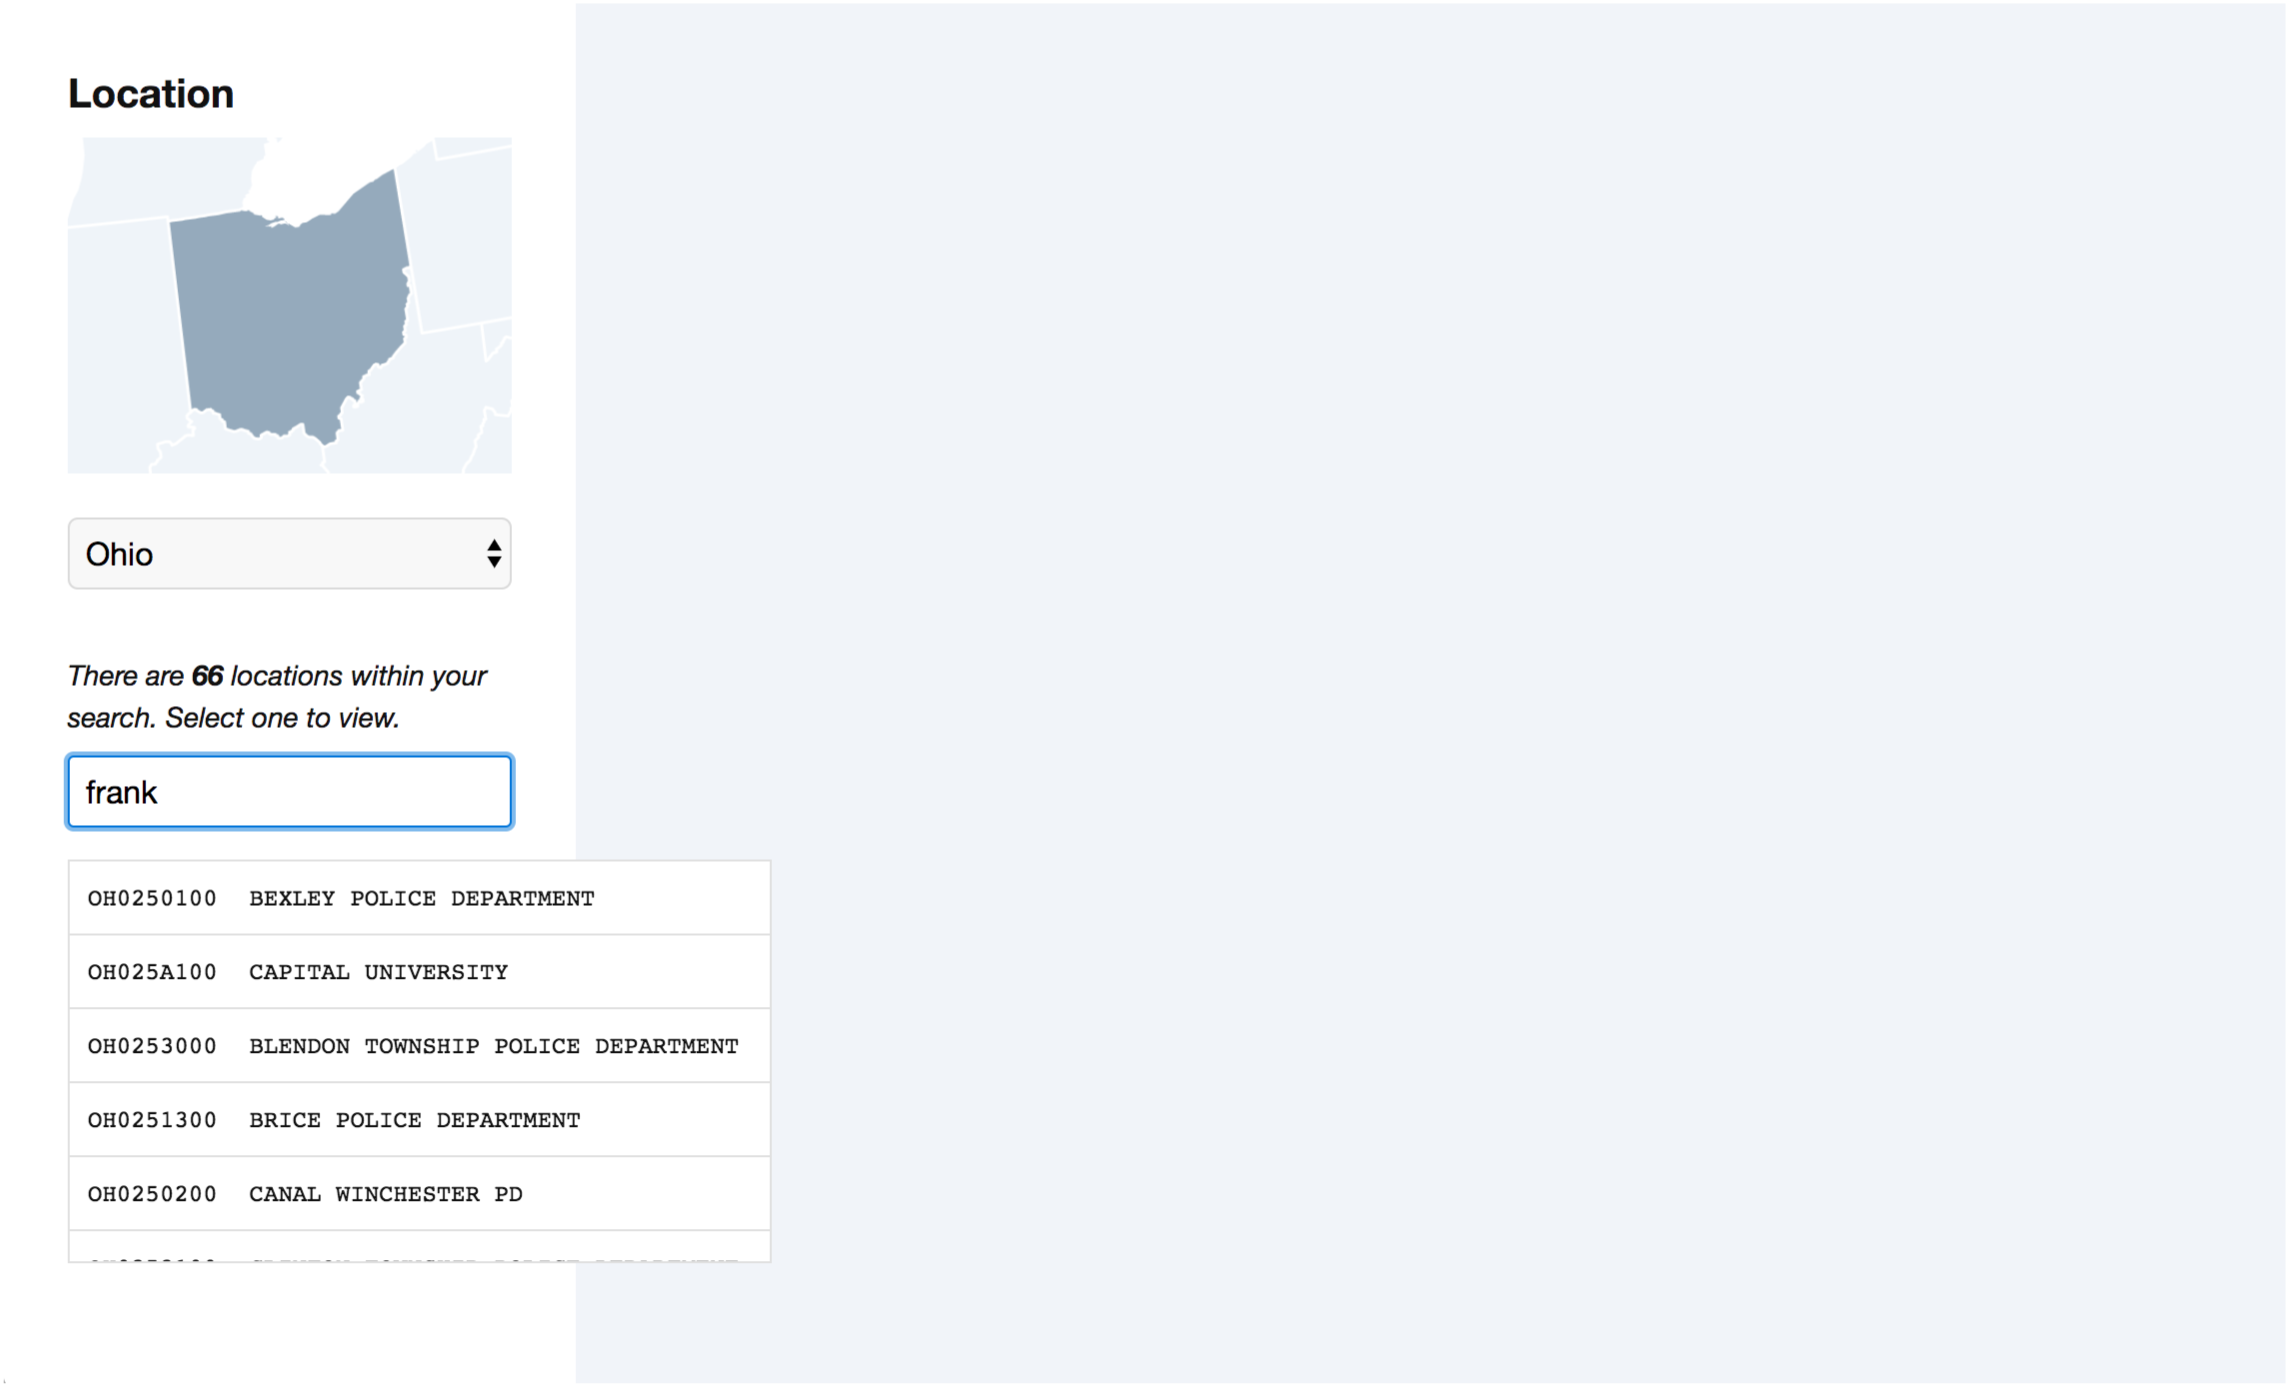 Location
Ohio
There are 66 locations within your
search. Select one to view.
frank
OH0250100 BEXLEY POLICE DEPARTMENT
OH025A100 CAPITAL UNIVERSITY
OH0253000 BLENDON TOWNSHIP POLICE DEPARTMENT
OH0251300 BRICE POLICE DEPARTMENT
OH0250200 CANAL WINCHESTER PD